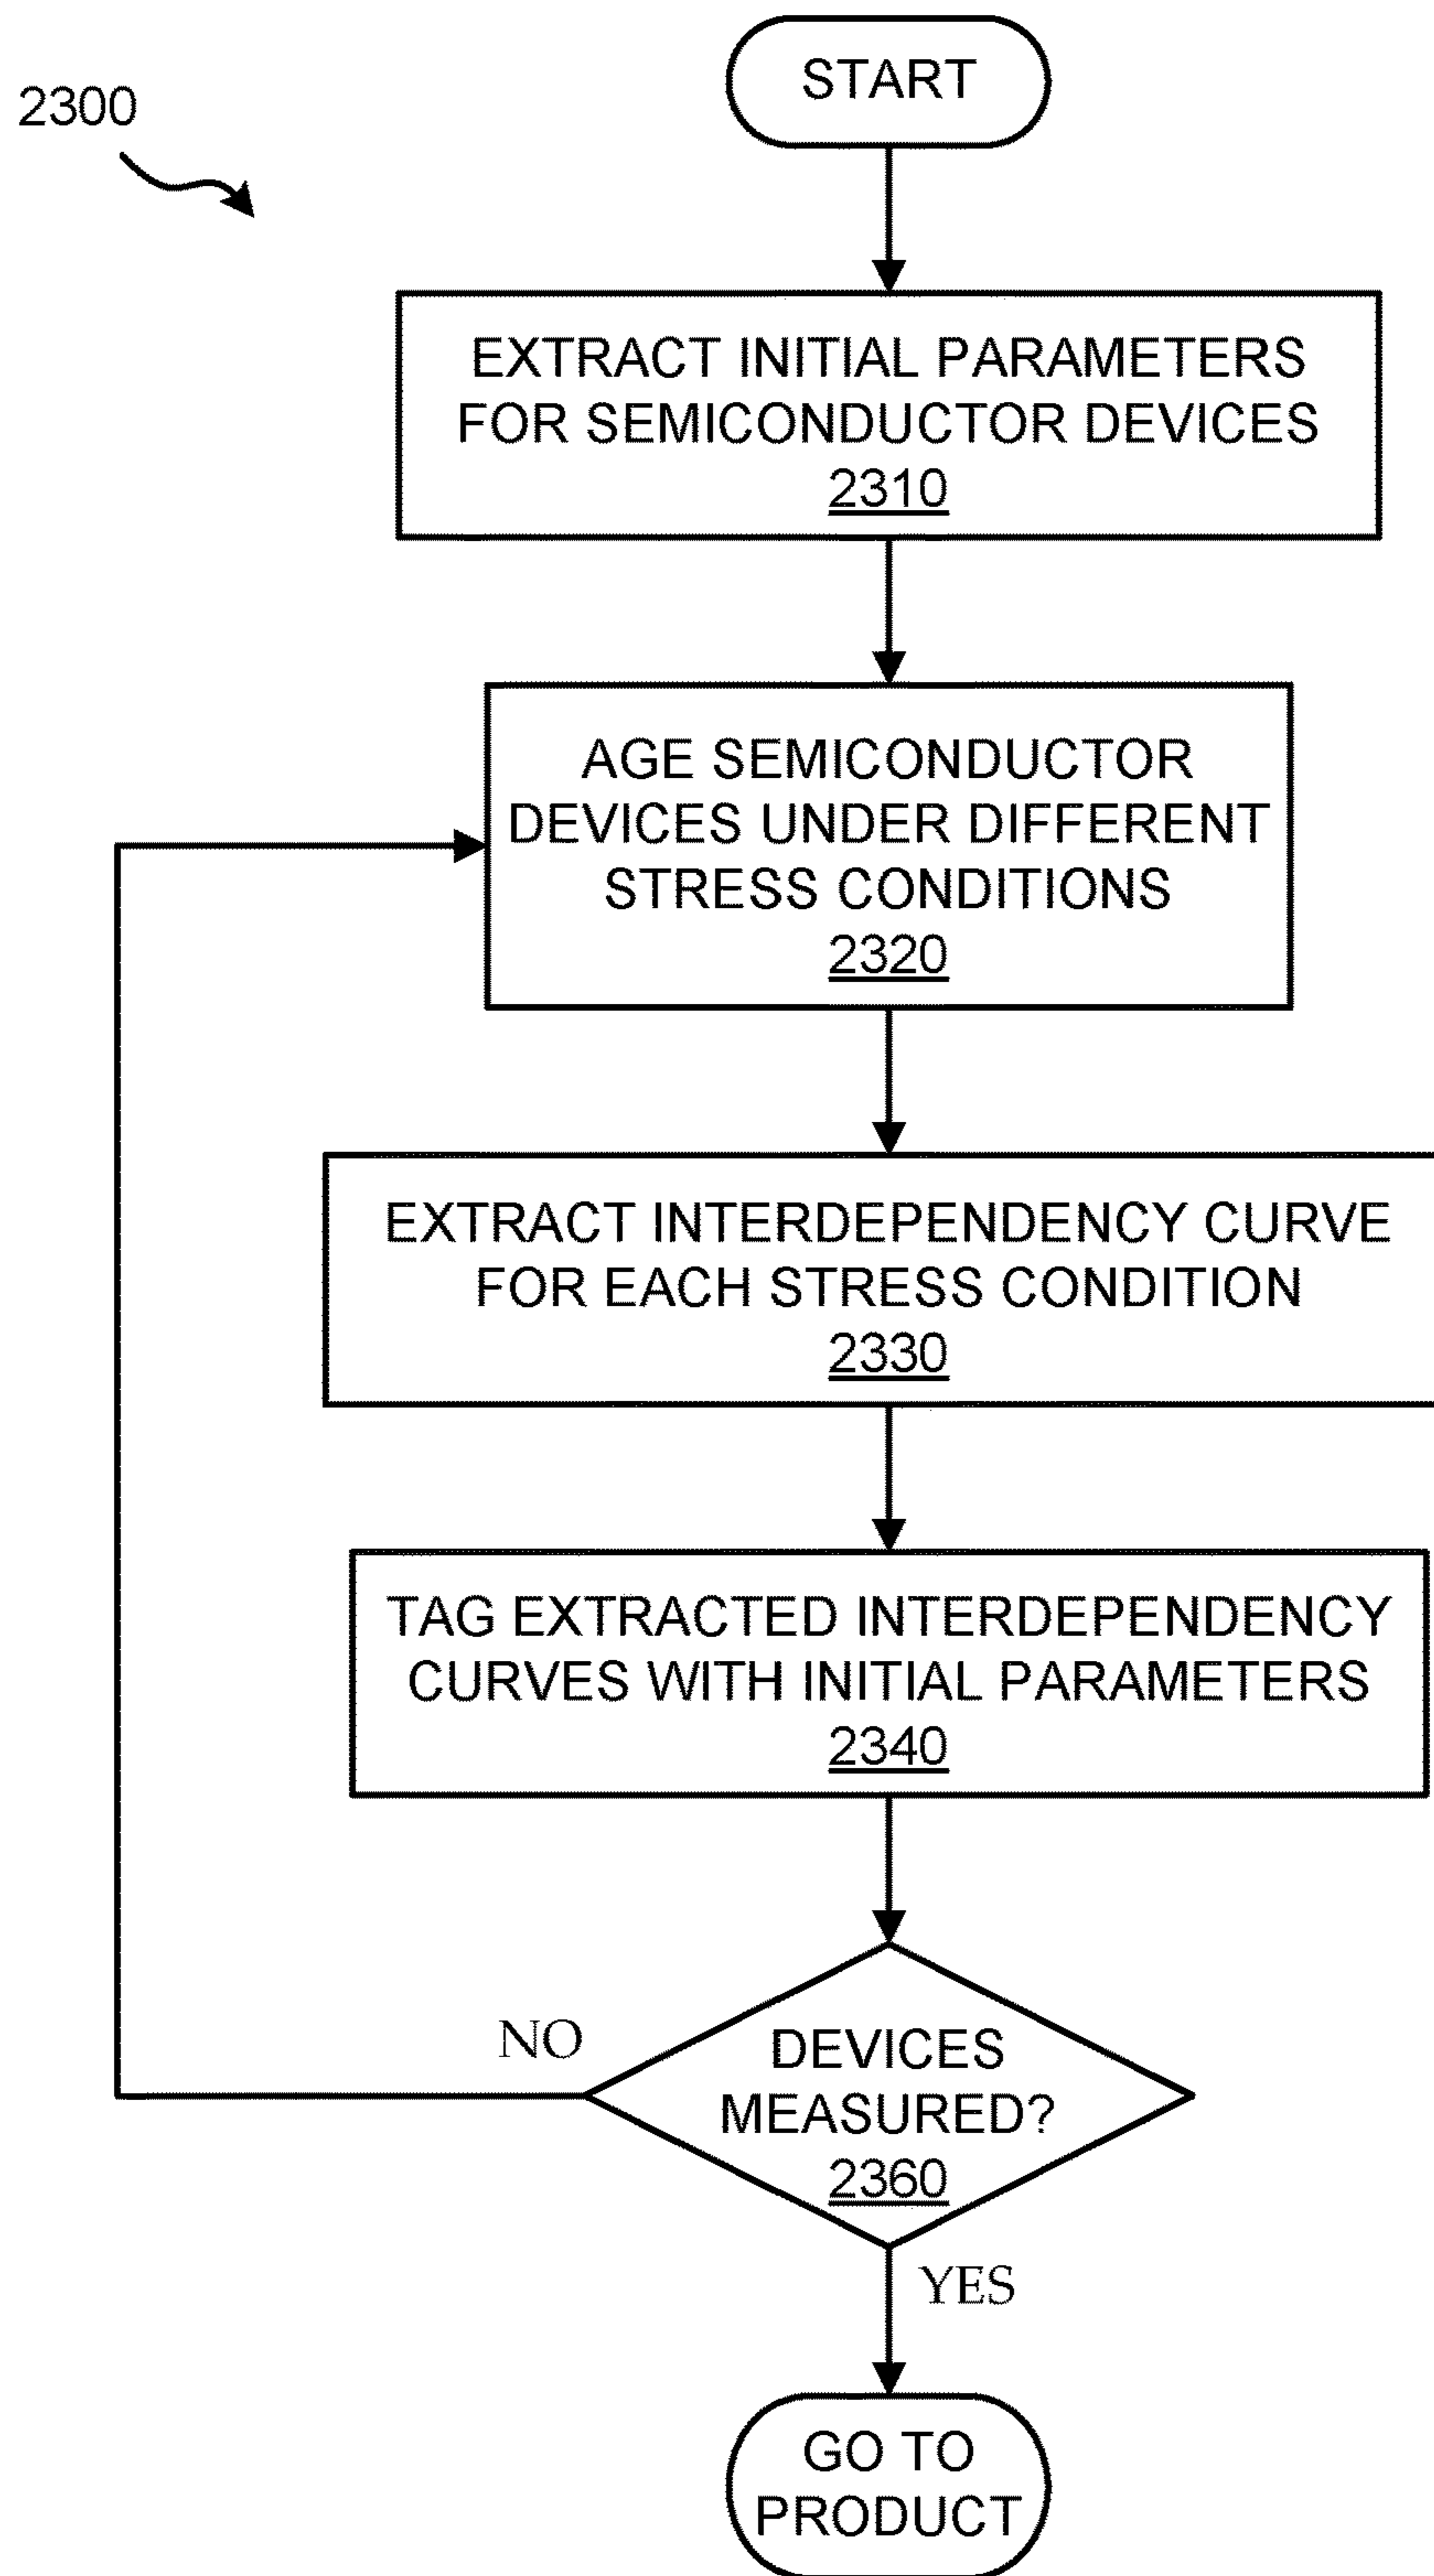 START
2300
EXTRACT INITIAL PARAMETERS
FOR SEMICONDUCTOR DEVICES
2310
AGE SEMICONDUCTOR
DEVICES UNDER DIFFERENT
STRESS CONDITIONS
2320
EXTRACT INTERDEPENDENCY CURVE
FOR EACH STRESS CONDITION
2330
TAG EXTRACTED INTERDEPENDENCY
CURVES WITH INITIAL PARAMETERS
2340
NO
DEVICES
MEASURED?
2360
YES
GO TO
PRODUCT